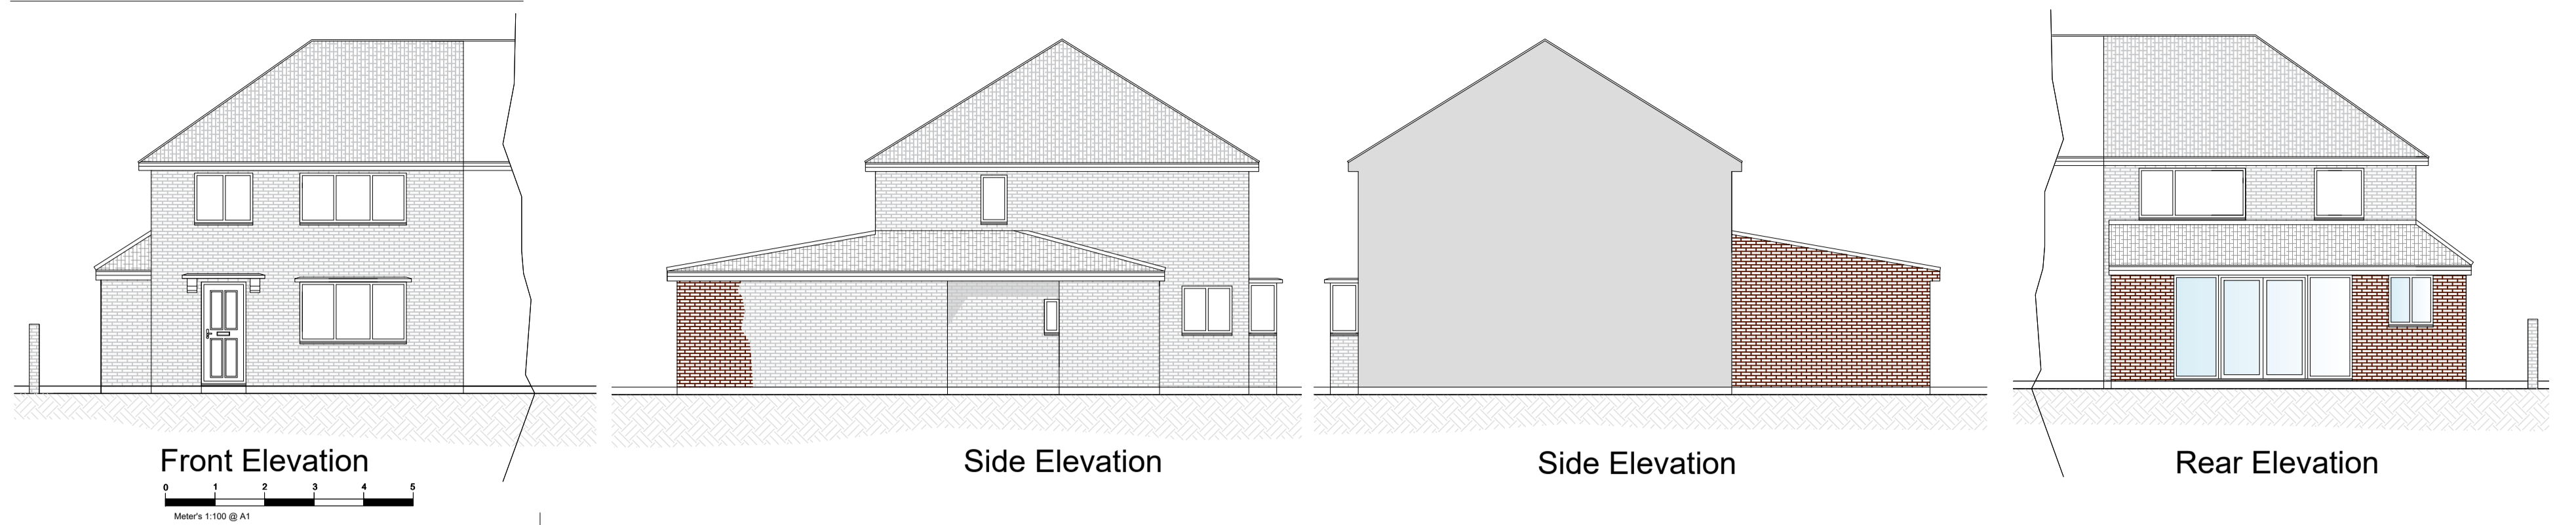 Front Elevation
Side Elevation
Side Elevation
Rear Elevation
0 1 2 3 4 5
Meter's 1:100 @ A1